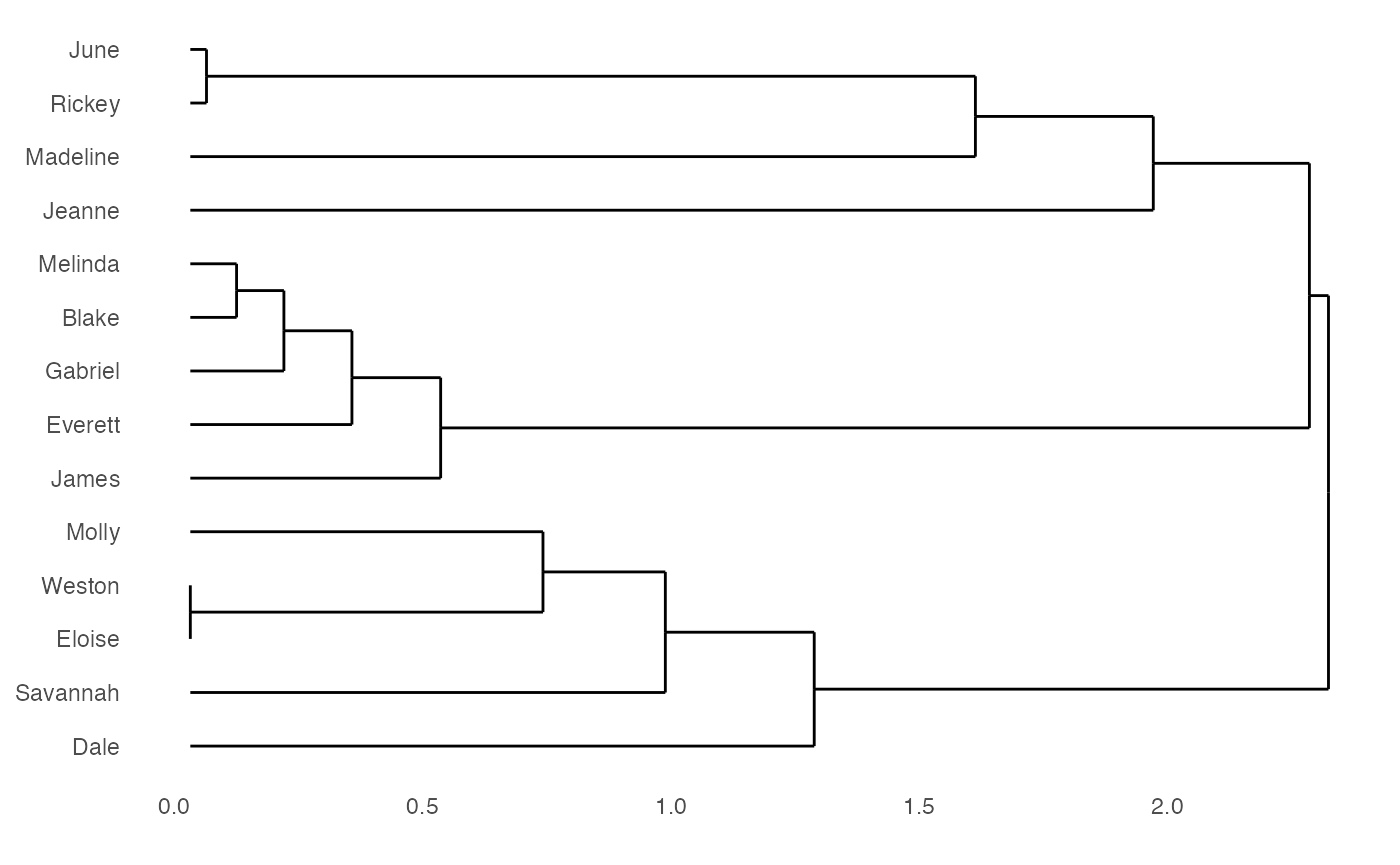 June
Rickey
Madeline
Jeanne
Melinda
Blake
Gabriel
Everett
James
Molly
Weston
Eloise
Savannah
Dale
0.0 0.5 1.0 1.5 2.0